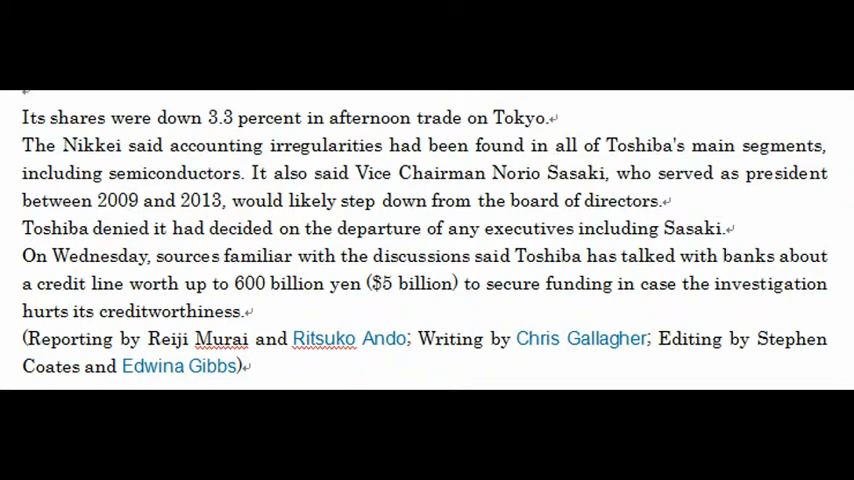 Its shares were down 3.3 percent in afternoon trade on Tokyo.
The Nikkei said accounting irregularities had been found in all of Toshiba's main segments,
including semiconductors. It also said Vice Chairman Norio Sasaki, who served as president
between 2009 and 2013, would likely step down from the board of directors.
Toshiba denied it had decided on the departure of any executives including Sasaki.
On Wednesday, sources familiar with the discussions said Toshiba has talked with banks about
a credit line worth up to 600 billion yen ($5 billion) to secure funding in case the investigation
hurts its creditworthiness.
(Reporting by Reiji Murai and Ritsuko Ando; Writing by Chris Gallagher; Editing by Stephen
Coates and Edwina Gibbs)